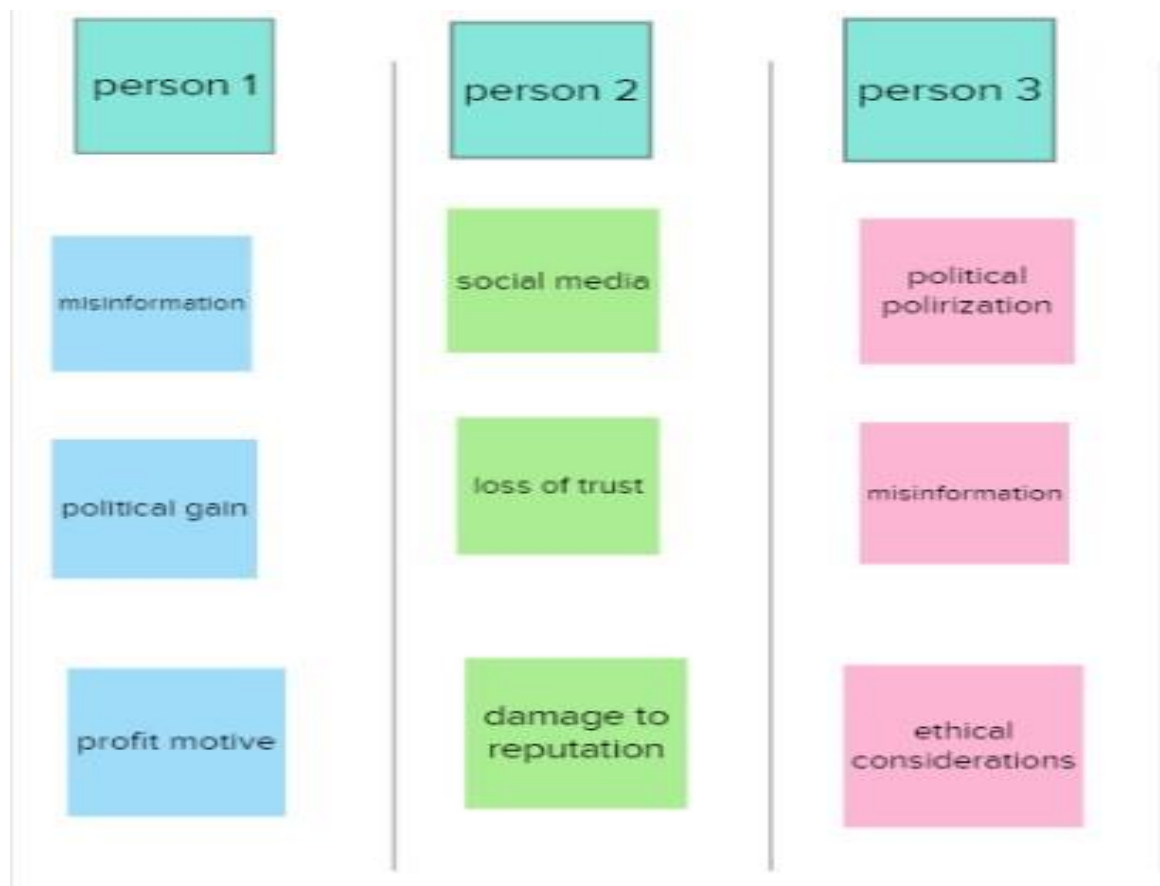 person 1
misinformation
political gain
profit motive
person 2
social media
loss of trust
damage to
reputation
person 3
political
polirization
misinformation
ethical
considerations